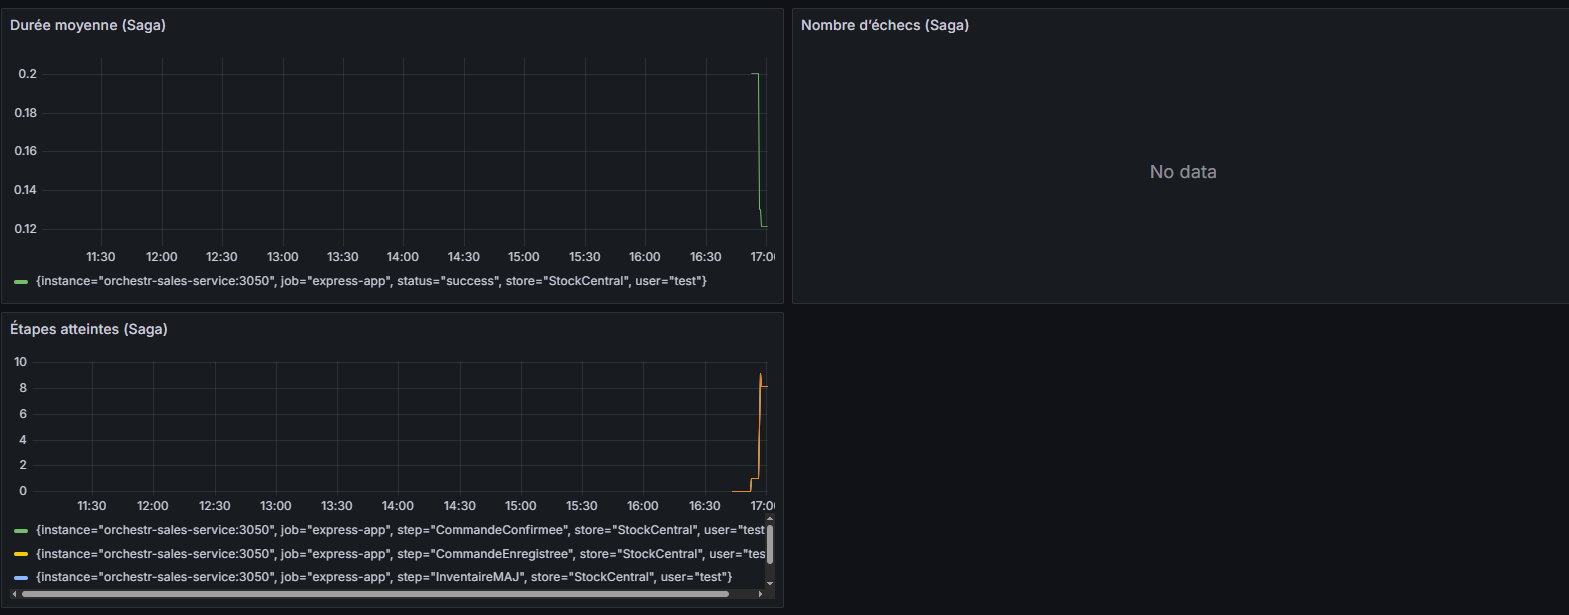 Durée moyenne (Saga)
0.2
0.18
0.16
0.14
0.12
11:30 12:00 12:30 13:00 13:30 14:00 14:30 15:00 15:30 16:00 16:30 17:0
{instance="orchestr-sales-service:3050", job="express-app", status="success", store="StockCentral", user="test"}
Nombre d’échecs (Saga)
No data
Étapes atteintes (Saga)
10
8
6
4
2
0
11:30 12:00 12:30 13:00 13:30 14:00 14:30 15:00 15:30 16:00 16:30 17:0
{instance="orchestr-sales-service:3050", job="express-app", step="CommandeConfirmee", store="StockCentral", user="test
{instance="orchestr-sales-service:3050", job="express-app", step="CommandeEnregistree", store="StockCentral", user="tes
{instance="orchestr-sales-service:3050", job="express-app", step="InventaireMAJ", store="StockCentral", user="test"}